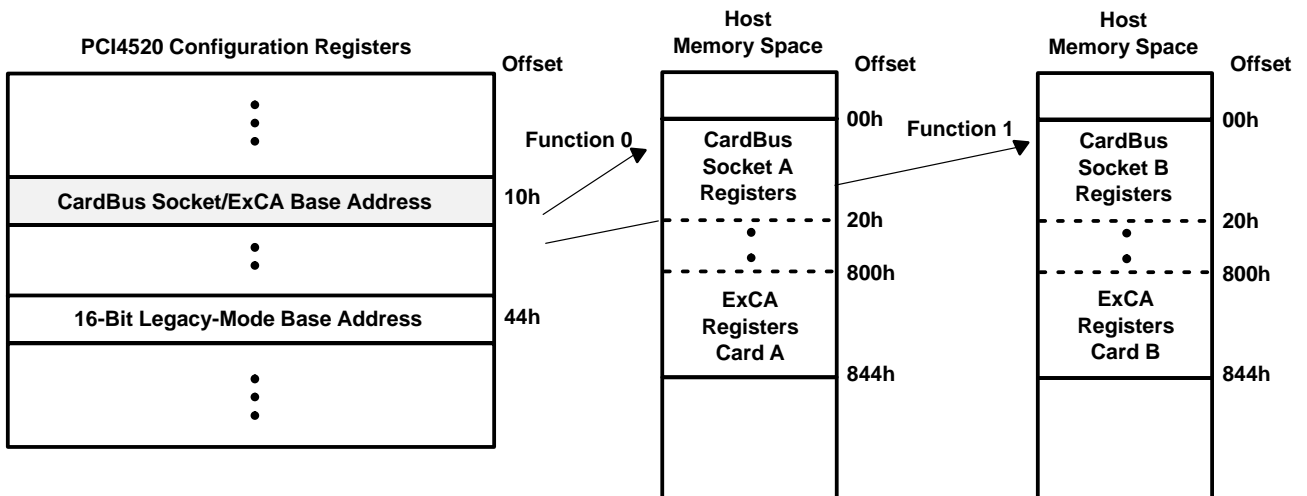 PCI4520 Configuration Registers
Offset
CardBus Socket/ExCA Base Address
10h
16-Bit Legacy-Mode Base Address
44h
Function 0
Host
Memory Space
Offset
00h
CardBus
Socket A
Registers
20h
800h
ExCA
Registers
Card A
844h
Function 1
Host
Memory Space
Offset
00h
CardBus
Socket B
Registers
20h
800h
ExCA
Registers
Card B
844h